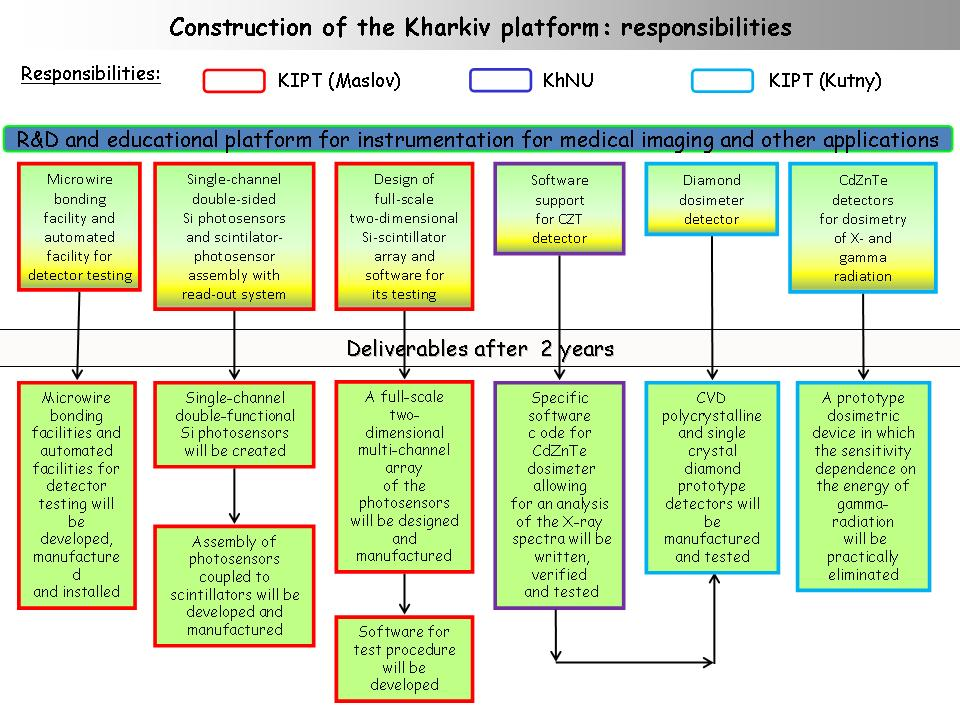 Construction of the Kharkiv platform: responsibilities
Responsibilities:
KIPT (Maslov)
KhNU
KIPT (Kutny)
R&D and educational platform for instrumentation for medical imaging and other applications
Microwire
bonding
facility and
automated
facility for
detector testing
Single-channel
double-sided
Si photosensors
and scintilator-
photosensor
assembly with
read-out system
Design of
full-scale
two-dimensional
Si-scintillator
array and
software for
its testing
Software
support
for CZT
detector
Diamond
dosimeter
detector
CdZnTe
detectors
for dosimetry
of X- and
gamma
radiation
Deliverables after 2 years
Microwire
bonding
facilities and
automated
facilities for
detector
testing will
be
developed,
manufacture
d
and installed
Single-channel
double-functional
Si photosensors
will be created
Assembly of
photosensors
coupled to
scintillators will be
developed and
manufactured
A full-scale
two-
dimensional
multi-channel
array
of the
photosensors
will be designed
and
manufactured
Software for
test procedure
will be
developed
Specific
software
c ode for
CdZnTe
dosimeter
allowing
for an analysis
of the X-ray
spectra will be
written,
verified
and tested
CVD
polycrystalline
and single
crystal
diamond
prototype
detectors will
be
manufactured
and tested
A prototype
dosimetric
device in which
the sensitivity
dependence on
the energy of
gamma-
radiation
will be
practically
eliminated